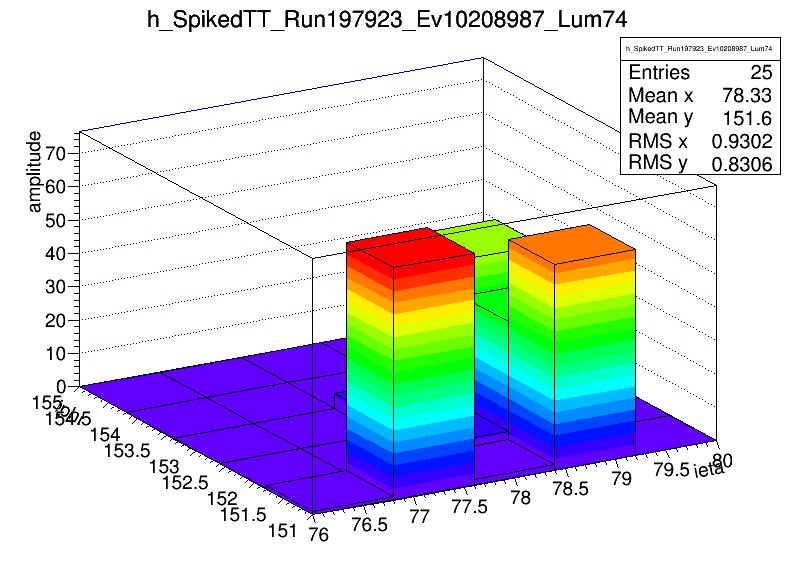 h_SpikedTT_Run197923_Ev10208987_Lum74
h_SpikedTT_Run197923_Ev10208987_Lum74
Entries 25
Mean x 78.33
Mean y 151.6
RMS x 0.9302
RMS y 0.8306
amplitude
70
60
50
40
30
20
10
0
155
154.5
154
153.5
153
152.5
152
151.5
151
76
76.5
77
77.5
78
78.5
79
79.5
80
ieta